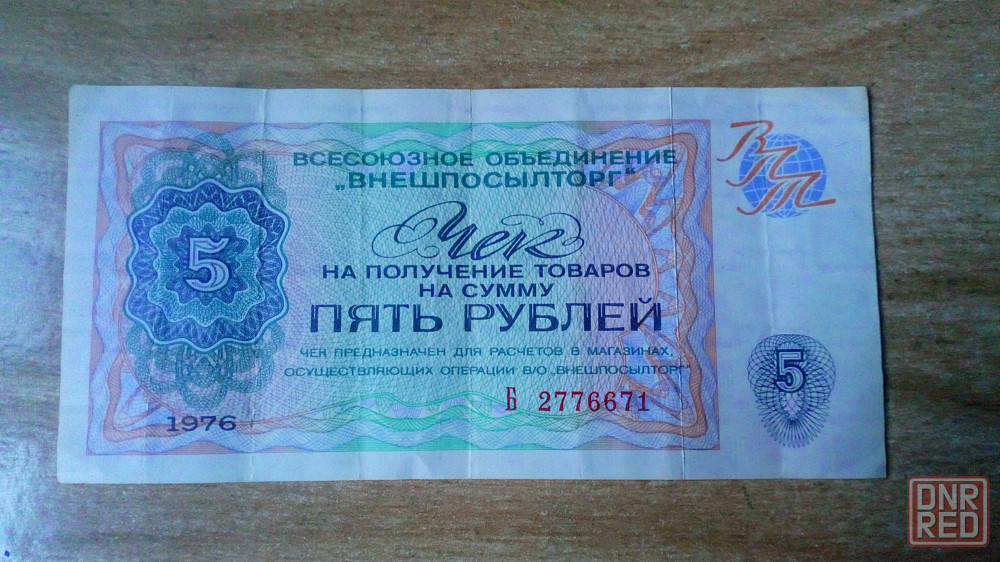 ВСЕСОЮЗНОЕ ОБЪЕДИНЕНИЕ
„ВНЕШПОСЫЛТОРГ"
ВПТ
Чек
5
НА ПОЛУЧЕНИЕ ТОВАРОВ
НА СУММУ
ПЯТЬ РУБЛЕЙ
ЧЕК ПРЕДНАЗНАЧЕН ДЛЯ РАСЧЕТОВ В МАГАЗИНАХ,
ОСУЩЕСТВЛЯЮЩИХ ОПЕРАЦИИ В/О „ВНЕШПОСЫЛТОРГ"
5
Б 2776671
1976
DNR
RED